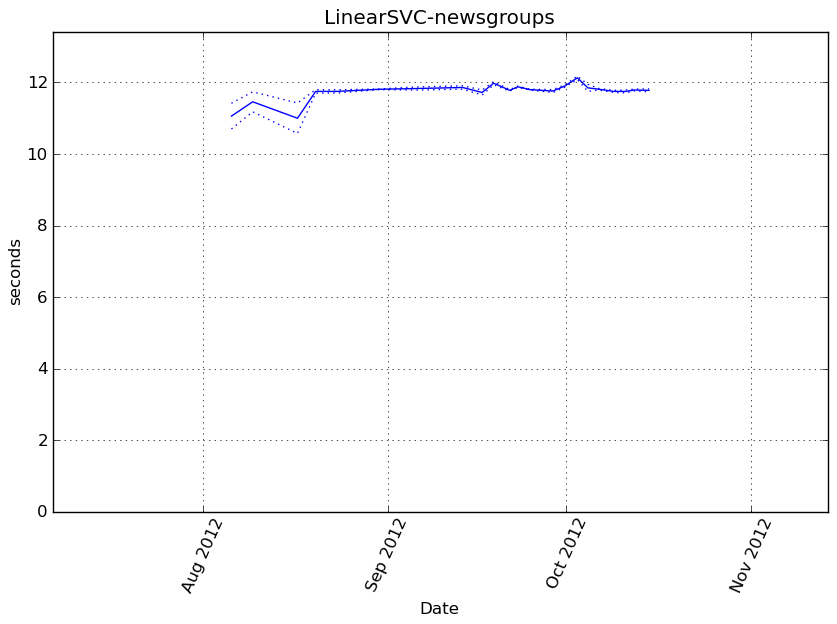 LinearSVC-newsgroups
12
10
8
6
4
2
0
seconds
Aug 2012
Sep 2012
Oct 2012
Nov 2012
Date